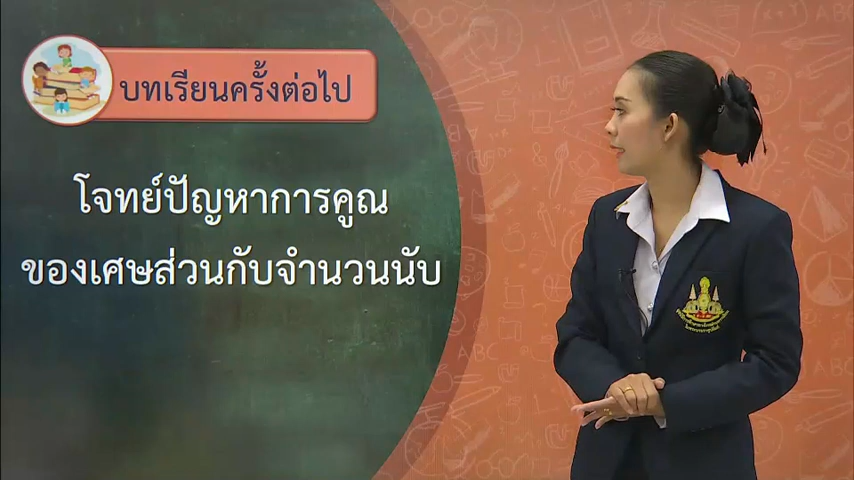 บทเรียนครั้งต่อไป
โจทย์ปัญหาการคูณ
ของเศษส่วนกับจำนวนนับ